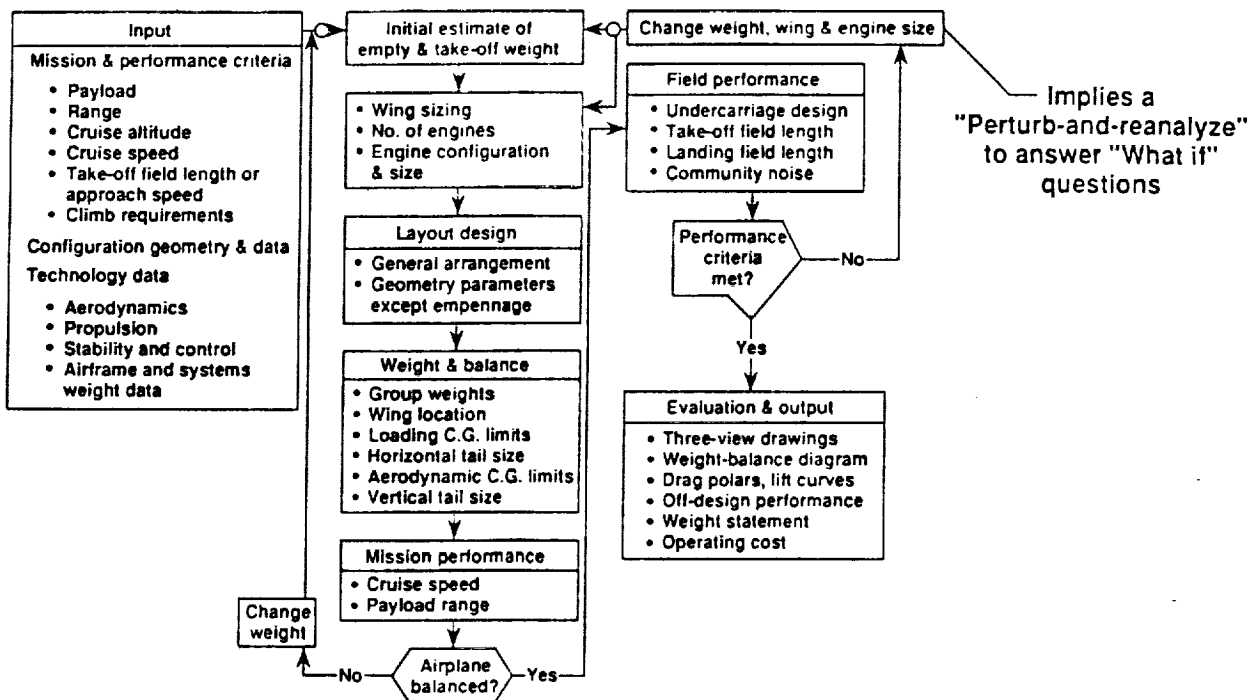 Input
Mission & performance criteria
• Payload
• Range
• Cruise altitude
• Cruise speed
• Take-off field length or
approach speed
• Climb requirements
Configuration geometry & data
Technology data
• Aerodynamics
• Propulsion
• Stability and control
• Airframe and systems
weight data
Initial estimate of
empty & take-off weight
• Wing sizing
• No. of engines
• Engine configuration
& size
Layout design
• General arrangement
• Geometry parameters
except empennage
Weight & balance
• Group weights
• Wing location
• Loading C.G. limits
• Horizontal tail size
• Aerodynamic C.G. limits
• Vertical tail size
Mission performance
• Cruise speed
• Payload range
Airplane
balanced?
No
Yes
Change
weight
Change weight, wing & engine size
Field performance
• Undercarriage design
• Take-off field length
• Landing field length
• Community noise
Performance
criteria
met?
No
Yes
Evaluation & output
• Three-view drawings
• Weight-balance diagram
• Drag polars, lift curves
• Off-design performance
• Weight statement
• Operating cost
Implies a
"Perturb-and-reanalyze"
to answer "What if"
questions